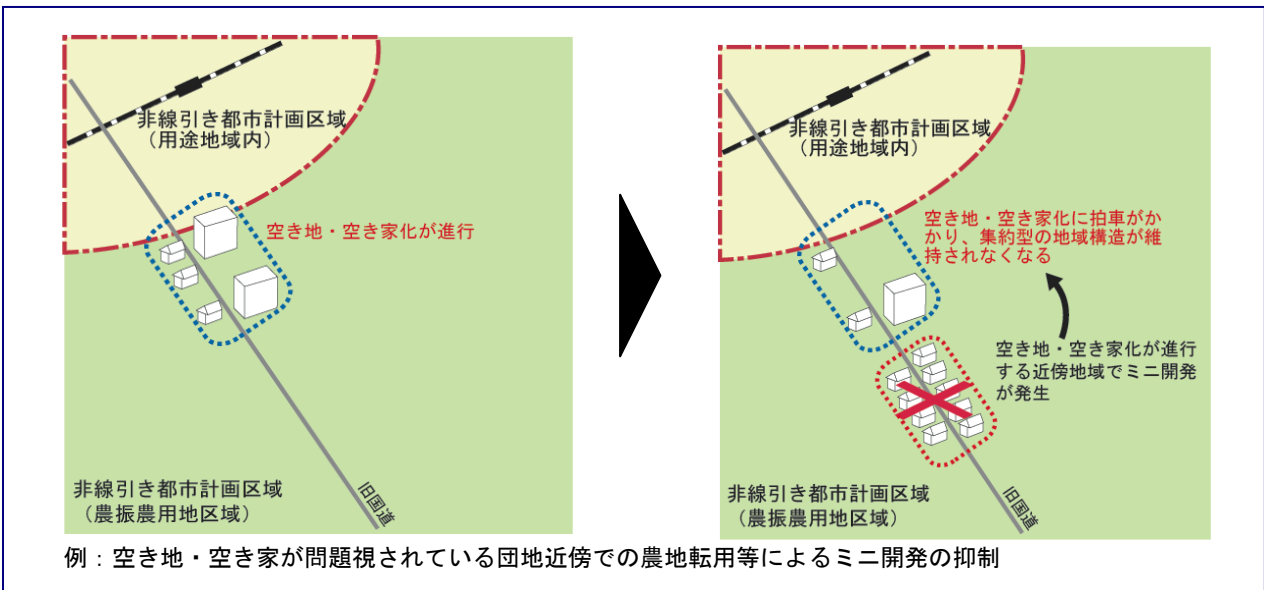 非線引き都市計画区域
（用途地域内）
空き地・空き家化が進行
非線引き都市計画区域
（農振農用地区域）
旧国道
非線引き都市計画区域
（用途地域内）
空き地・空き家化に拍車がか
かり、集約型の地域構造が維
持されなくなる
空き地・空き家化が進行
する近傍地域でミニ開発
が発生
非線引き都市計画区域
（農振農用地区域）
旧国道
例：空き地・空き家が問題視されている団地近傍での農地転用等によるミニ開発の抑制